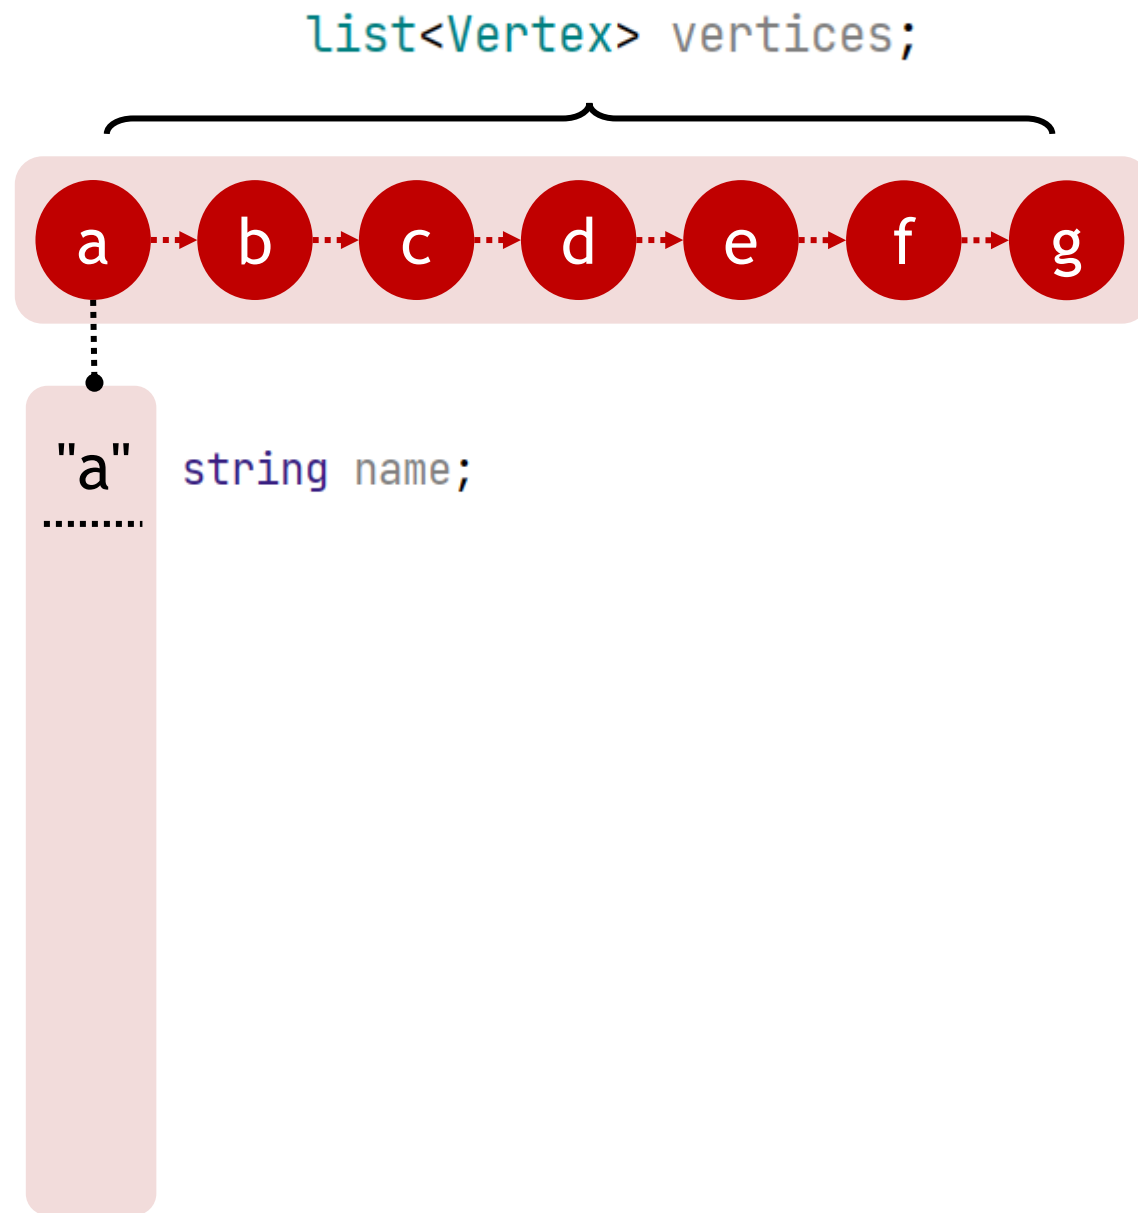 list<Vertex> vertices;
a b c d e f g
"a" string name;